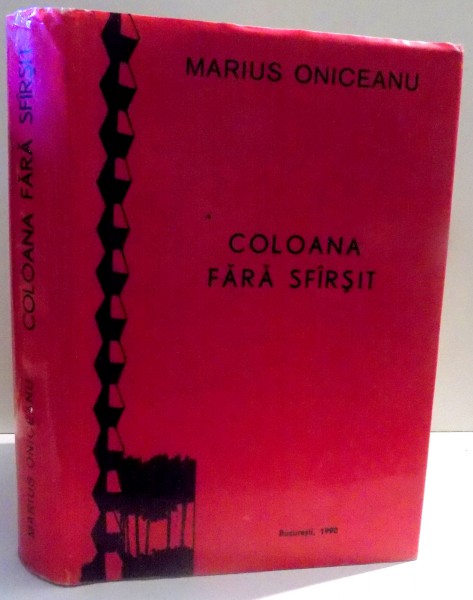 MARIUS ONICEANU
COLOANA
FĂRĂ SFÎRŞIT
Bucureşti, 1992
MARIUS ONICEANU COLOANA FĂRĂ SFÎRŞIT